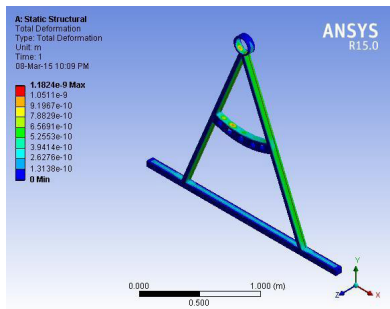 A: Static Structural
Total Deformation
Type: Total Deformation
Unit: m
Time: 1
08-Mar-15 10:09 PM
1.1824e-9 Max
1.0511e-9
9.1967e-10
7.8829e-10
6.5691e-10
5.2553e-10
3.9414e-10
2.6276e-10
1.3138e-10
0 Min
ANSYS
R15.0
0.000
1.000 (m)
0.500
Y
Z
X